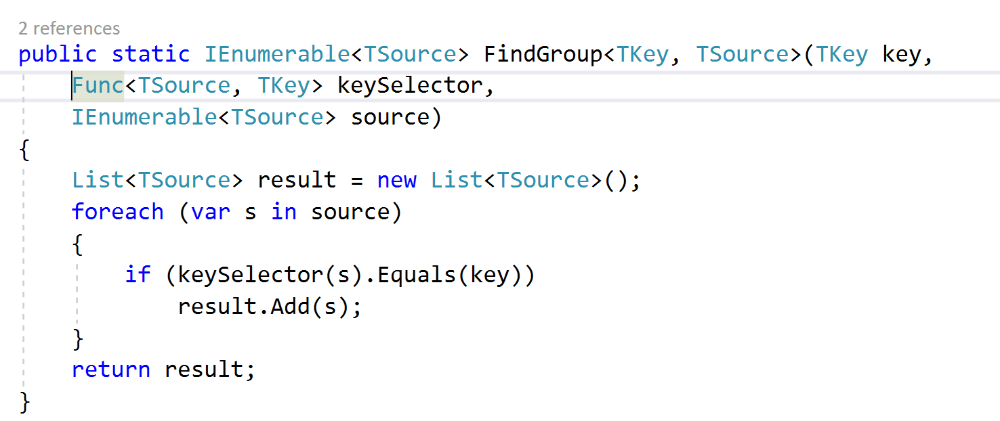 2 references
public static IEnumerable<TSource> FindGroup<TKey, TSource>(TKey key,
    Func<TSource, TKey> keySelector,
    IEnumerable<TSource> source)
{
    List<TSource> result = new List<TSource>();
    foreach (var s in source)
    {
        if (keySelector(s).Equals(key))
            result.Add(s);
    }
    return result;
}